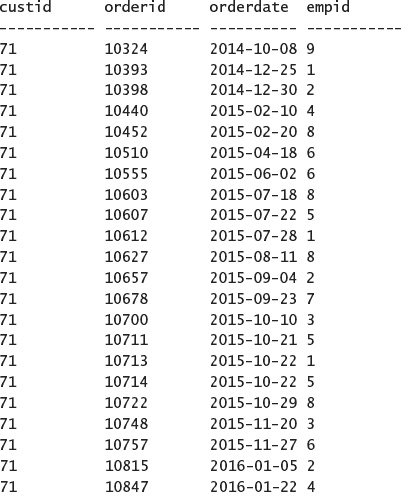 custid orderid orderdate empid
----------- ----------- ---------- -----------
71 10324 2014-10-08 9
71 10393 2014-12-25 1
71 10398 2014-12-30 2
71 10440 2015-02-10 4
71 10452 2015-02-20 8
71 10510 2015-04-18 6
71 10555 2015-06-02 6
71 10603 2015-07-18 8
71 10607 2015-07-22 5
71 10612 2015-07-28 1
71 10627 2015-08-11 8
71 10657 2015-09-04 2
71 10678 2015-09-23 7
71 10700 2015-10-10 3
71 10711 2015-10-21 5
71 10713 2015-10-22 1
71 10714 2015-10-22 5
71 10722 2015-10-29 8
71 10748 2015-11-20 3
71 10757 2015-11-27 6
71 10815 2016-01-05 2
71 10847 2016-01-22 4